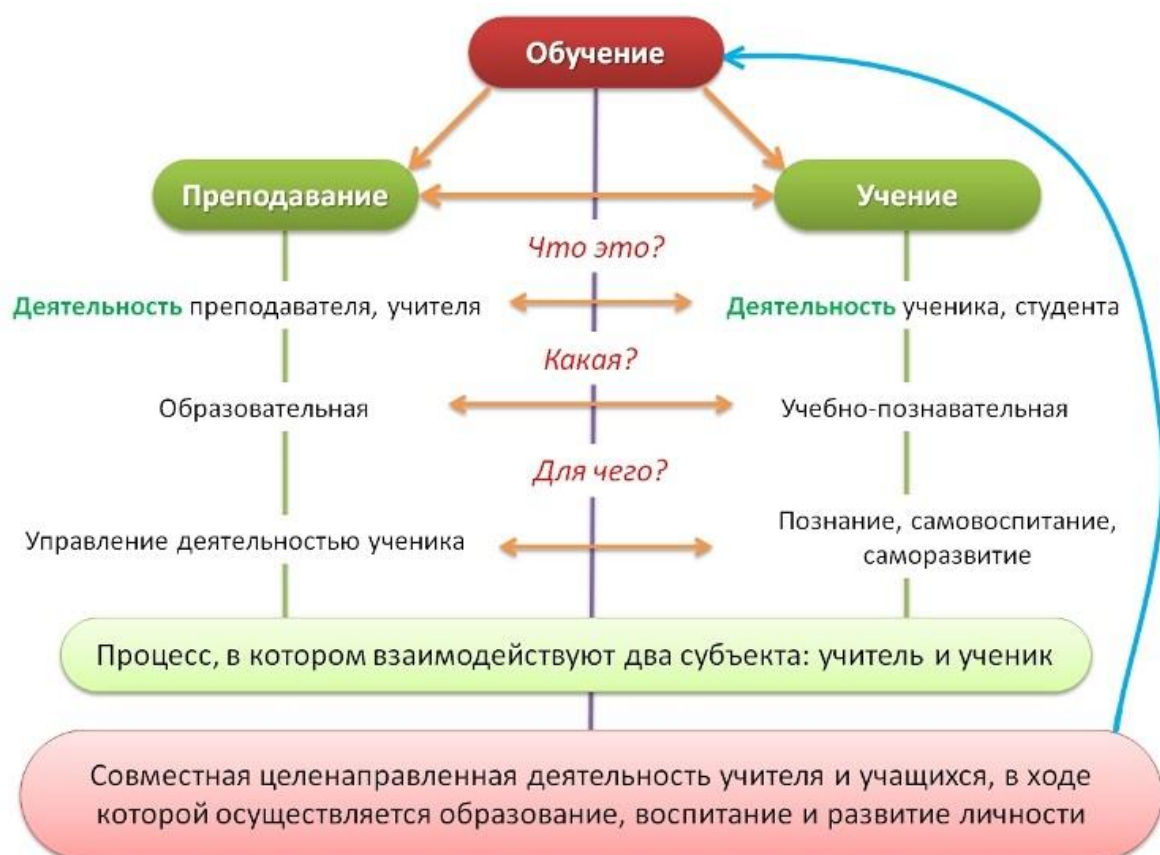 Обучение
Преподавание
Учение
Что это?
Деятельность преподавателя, учителя
Деятельность ученика, студента
Какая?
Образовательная
Учебно-познавательная
Для чего?
Управление деятельностью ученика
Познание, самовоспитание,
саморазвитие
Процесс, в котором взаимодействуют два субъекта: учитель и ученик
Совместная целенаправленная деятельность учителя и учащихся, в ходе
которой осуществляется образование, воспитание и развитие личности